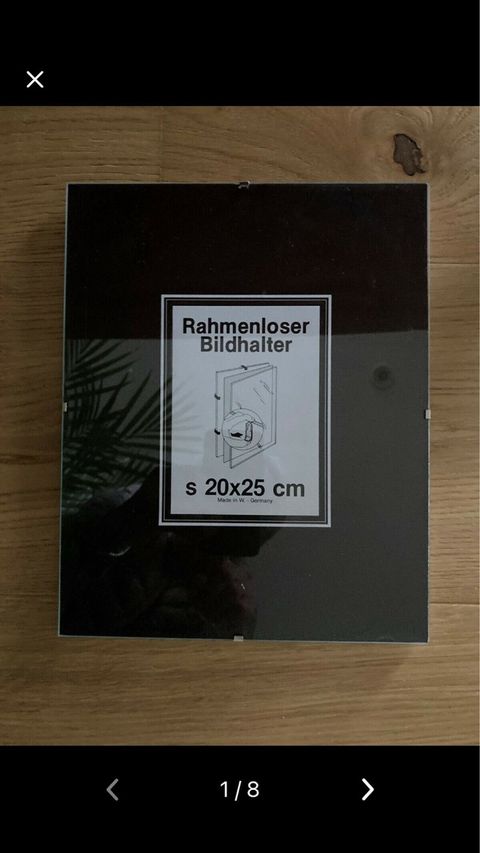 Rahmenloser
Bildhalter
s 20x25 cm
Made in W. - Germany
1/8